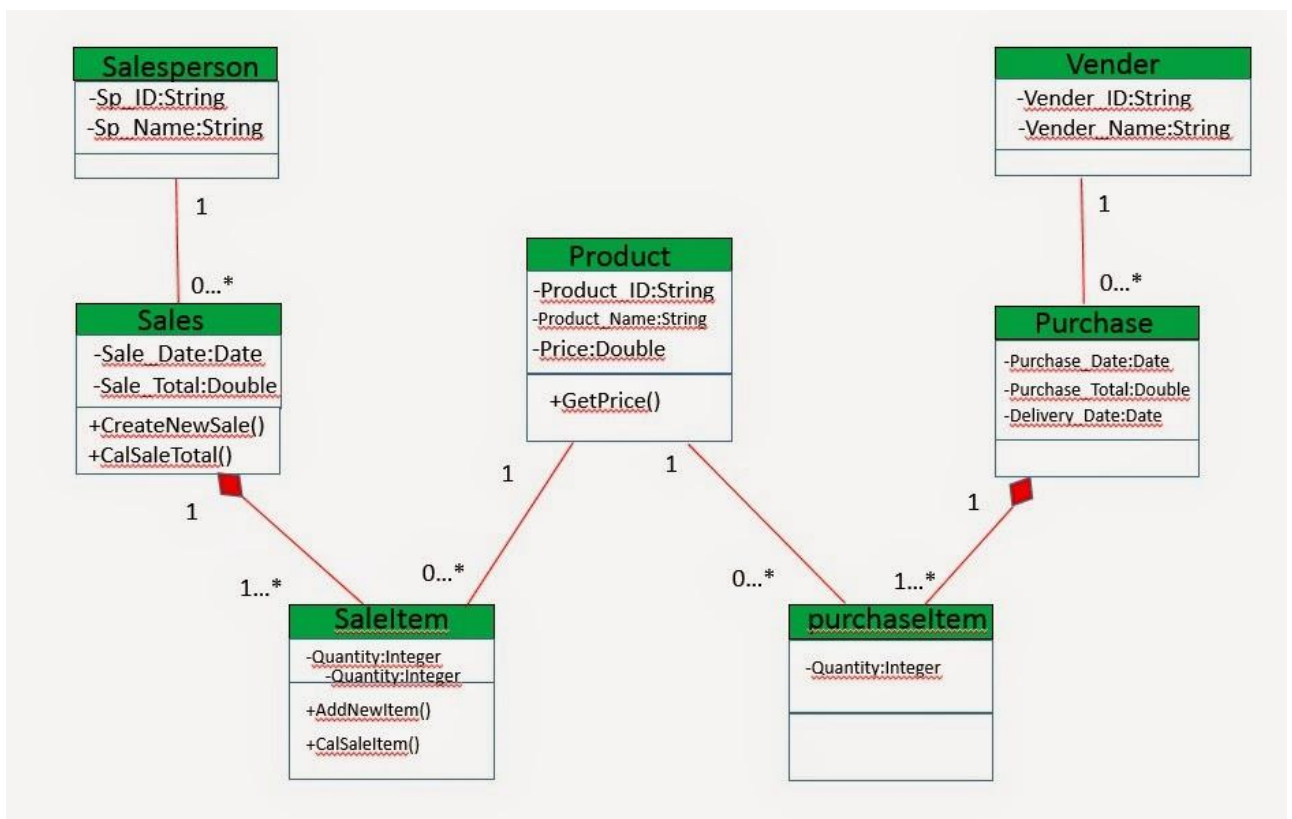 Salesperson
-Sp_ID:String
-Sp_Name:String
1
0...*
Sales
-Sale_Date:Date
-Sale_Total:Double
+CreateNewSale()
+CalSaleTotal()
1
1...*
SaleItem
-Quantity:Integer
-Quantity:Integer
+AddNewItem()
+CalSaleItem()
Product
-Product_ID:String
-Product_Name:String
-Price:Double
+GetPrice()
1
0...*
1
0...*
Vender
-Vender_ID:String
-Vender_Name:String
1
0...*
Purchase
-Purchase_Date:Date
-Purchase_Total:Double
-Delivery_Date:Date
1
1...*
purchaseItem
-Quantity:Integer